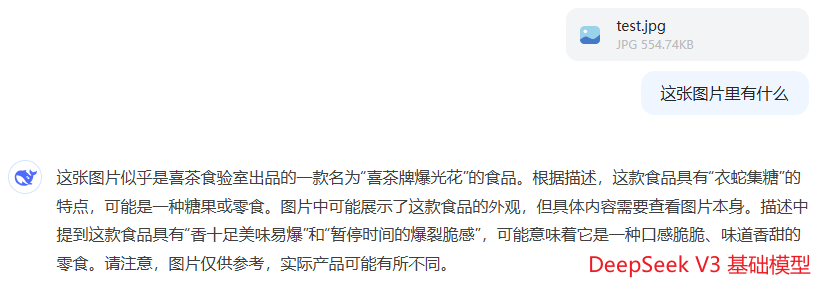 test.jpg
JPG 554.74KB
这张图片里有什么
这张图片似乎是喜茶食验室出品的一款名为“喜茶牌爆光花”的食品。根据描述，这款食品具有“衣蛇集糖”的
特点，可能是一种糖果或零食。图片中可能展示了这款食品的外观，但具体内容需要查看图片本身。描述中
提到这款食品具有“香十足美味易爆”和“暂停时间的爆裂脆感”，可能意味着它是一种口感脆脆、味道香甜的
零食。请注意，图片仅供参考，实际产品可能有所不同。
DeepSeek V3 基础模型